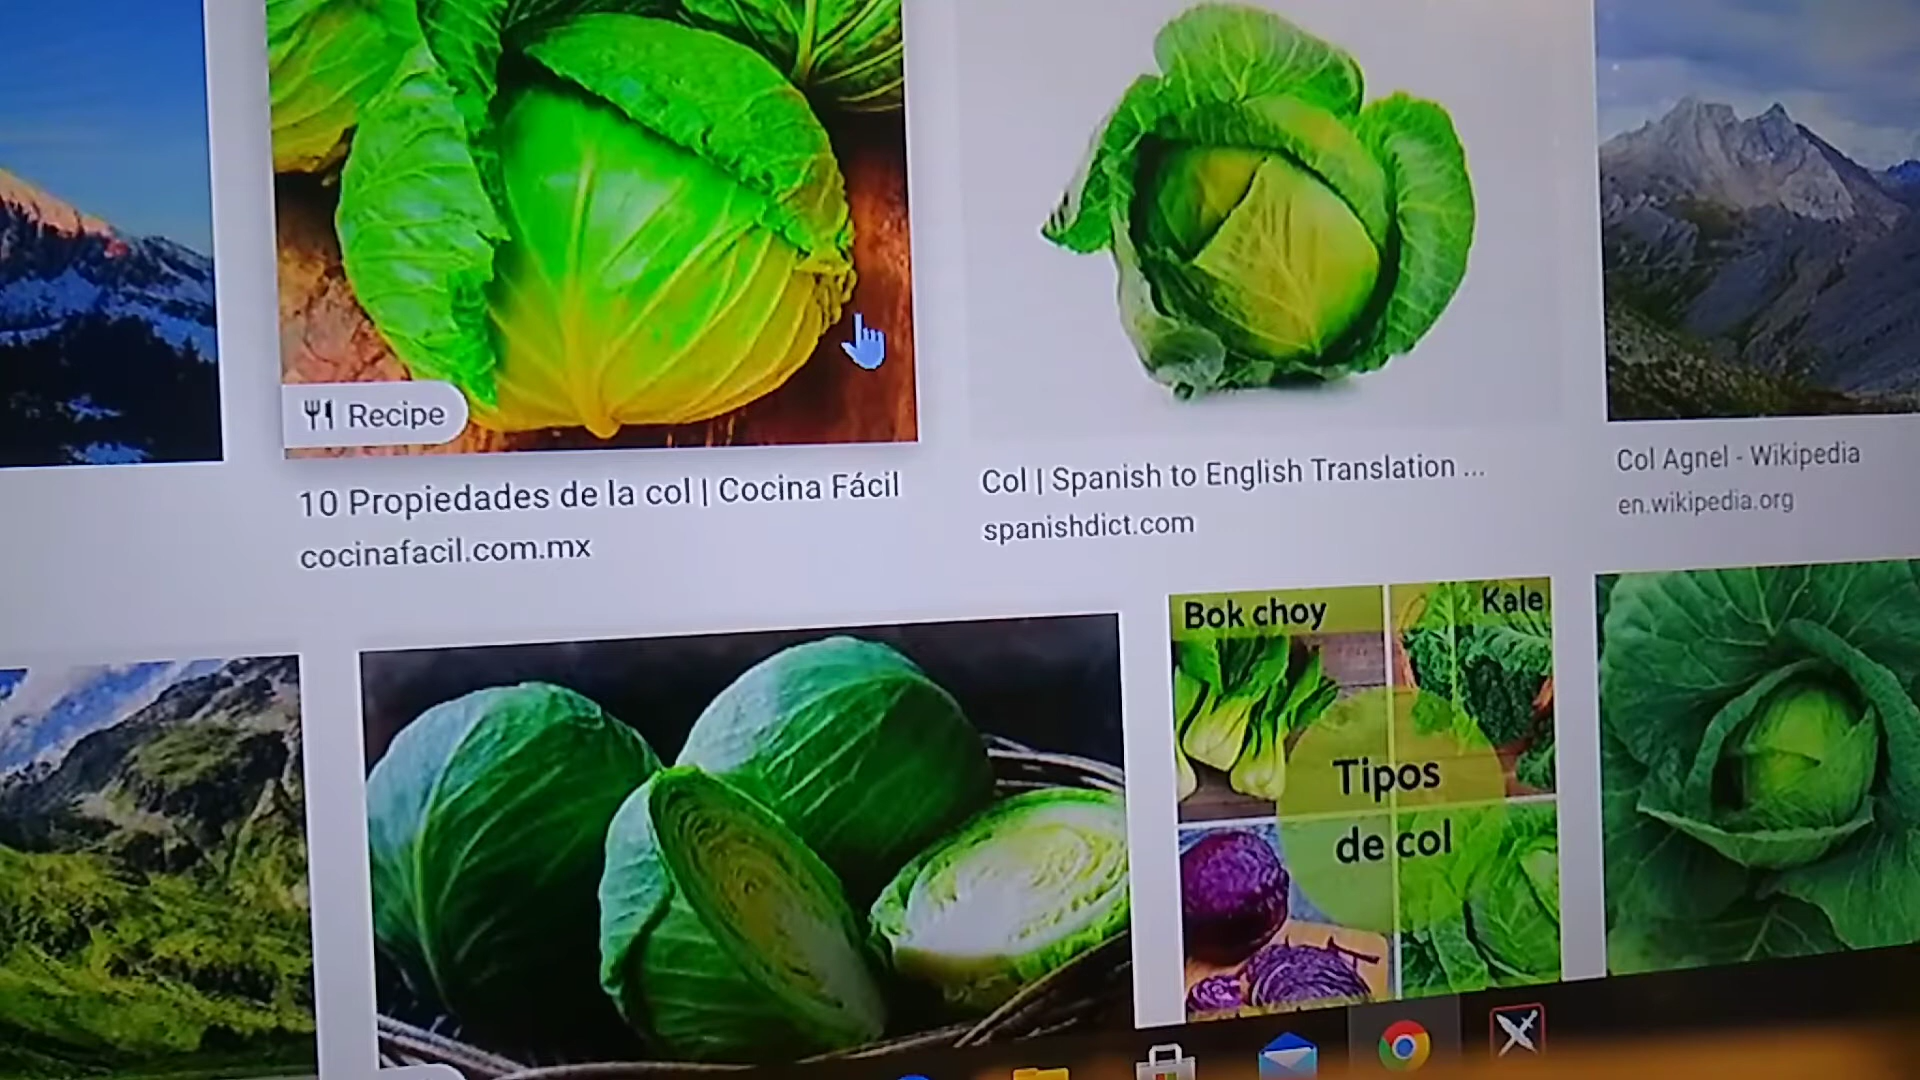 Recipe
10 Propiedades de la col | Cocina Fácil
cocinafacil.com.mx
Col | Spanish to English Translation ...
spanishdict.com
Col Agnel - Wikipedia
en.wikipedia.org
Bok choy
Kale
Tipos
de col